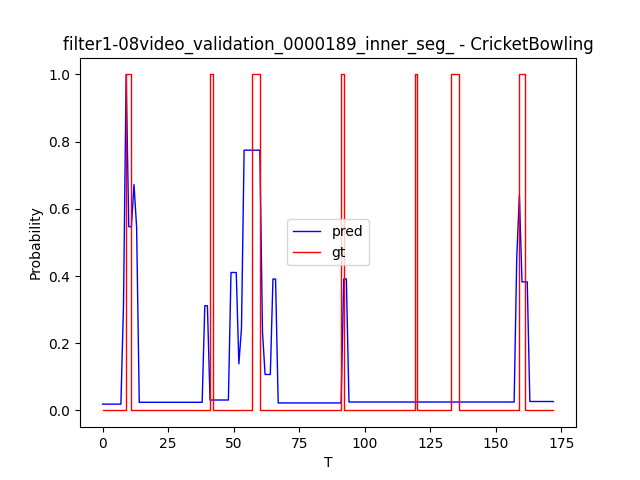 filter1-08video_validation_0000189_inner_seg_ - CricketBowling
1.0
0.8
0.6
0.4
0.2
0.0
Probability
pred
gt
0 25 50 75 100 125 150 175
T